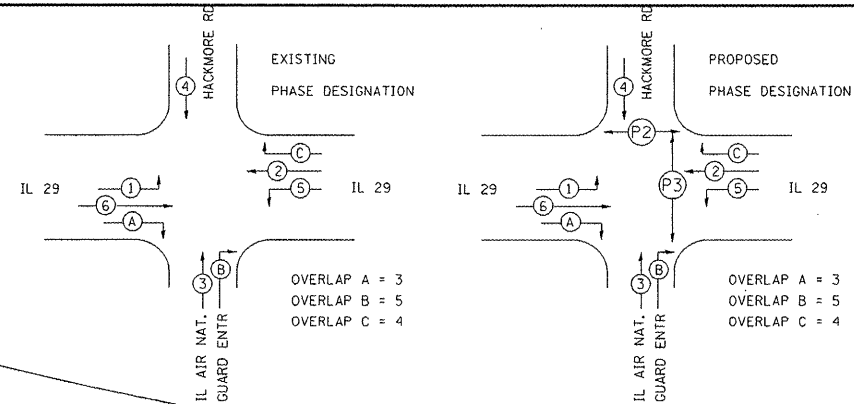 EXISTING
PHASE DESIGNATION
HACKMORE RD
4
C
2
5
IL 29
IL 29
1
6
A
B
3
IL AIR NAT.
GUARD ENTR
OVERLAP A = 3
OVERLAP B = 5
OVERLAP C = 4
PROPOSED
PHASE DESIGNATION
HACKMORE RD
4
P2
C
2
5
P3
IL 29
IL 29
1
6
A
B
3
IL AIR NAT.
GUARD ENTR
OVERLAP A = 3
OVERLAP B = 5
OVERLAP C = 4